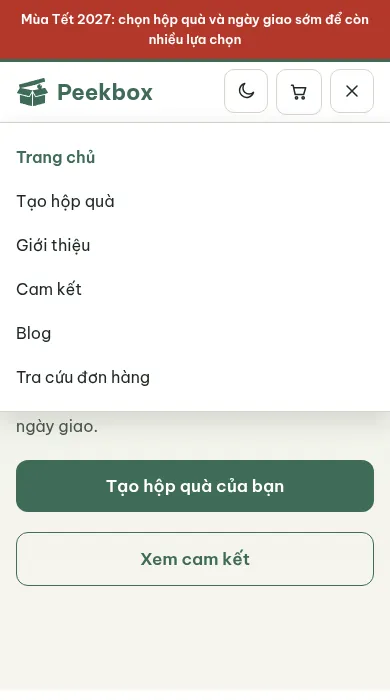 Mùa Tết 2027: chọn hộp quà và ngày giao sớm để còn
nhiều lựa chọn
Peekbox
Trang chủ
Tạo hộp quà
Giới thiệu
Cam kết
Blog
Tra cứu đơn hàng
ngày giao.
Tạo hộp quà của bạn
Xem cam kết